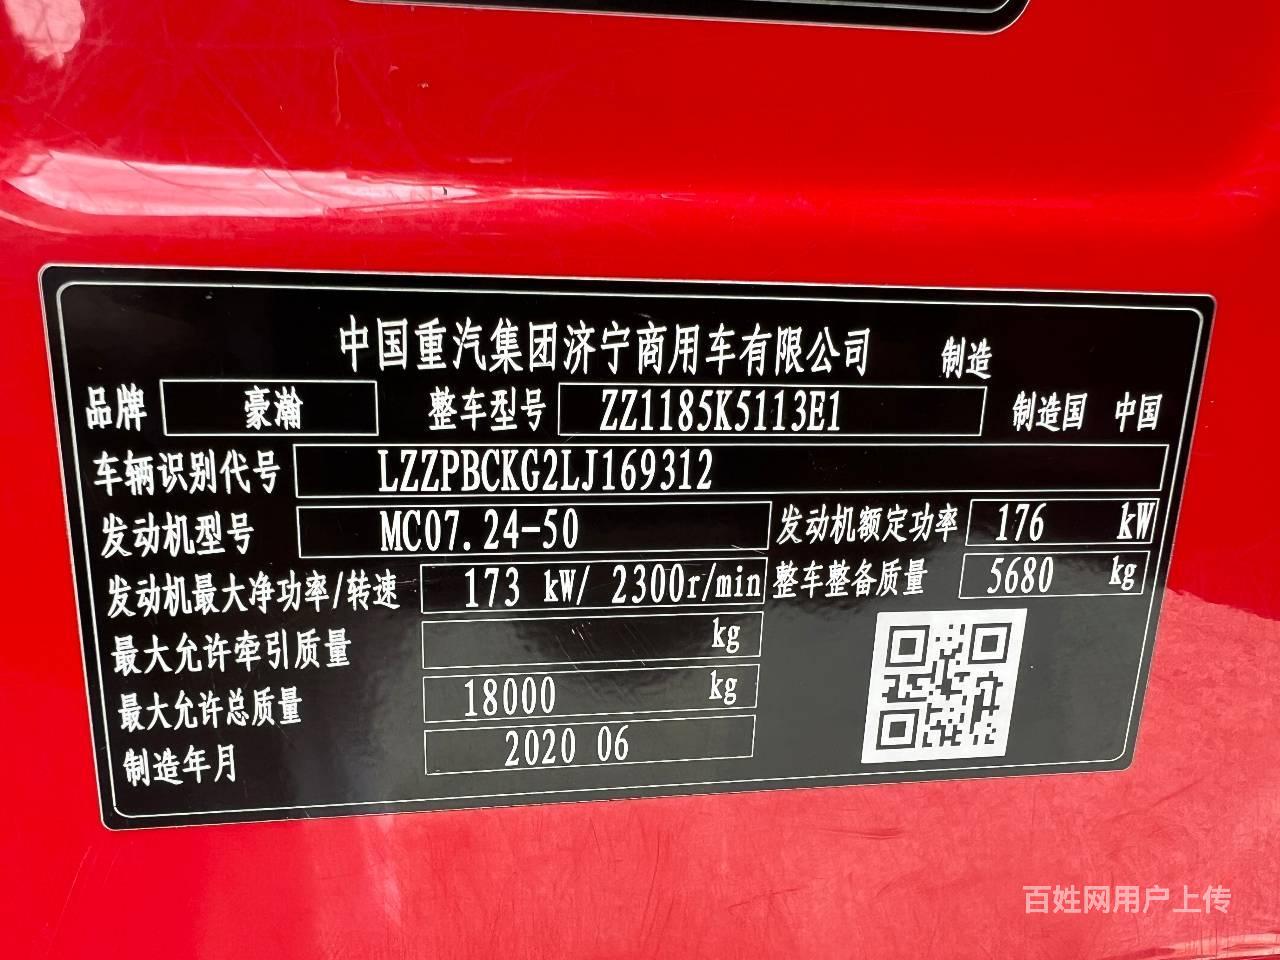 中国重汽集团济宁商用车有限公司 制造
品牌 豪瀚 整车型号 ZZ1185K5113E1 制造国 中国
车辆识别代号 LZZPBCKG2LJ169312
发动机型号 MC07.24-50 发动机额定功率 176 kW
发动机最大净功率/转速 173 kW/ 2300r/min 整车整备质量 5680 kg
最大允许牵引质量 kg
最大允许总质量 18000 kg
制造年月 2020 06
百姓网用户上传